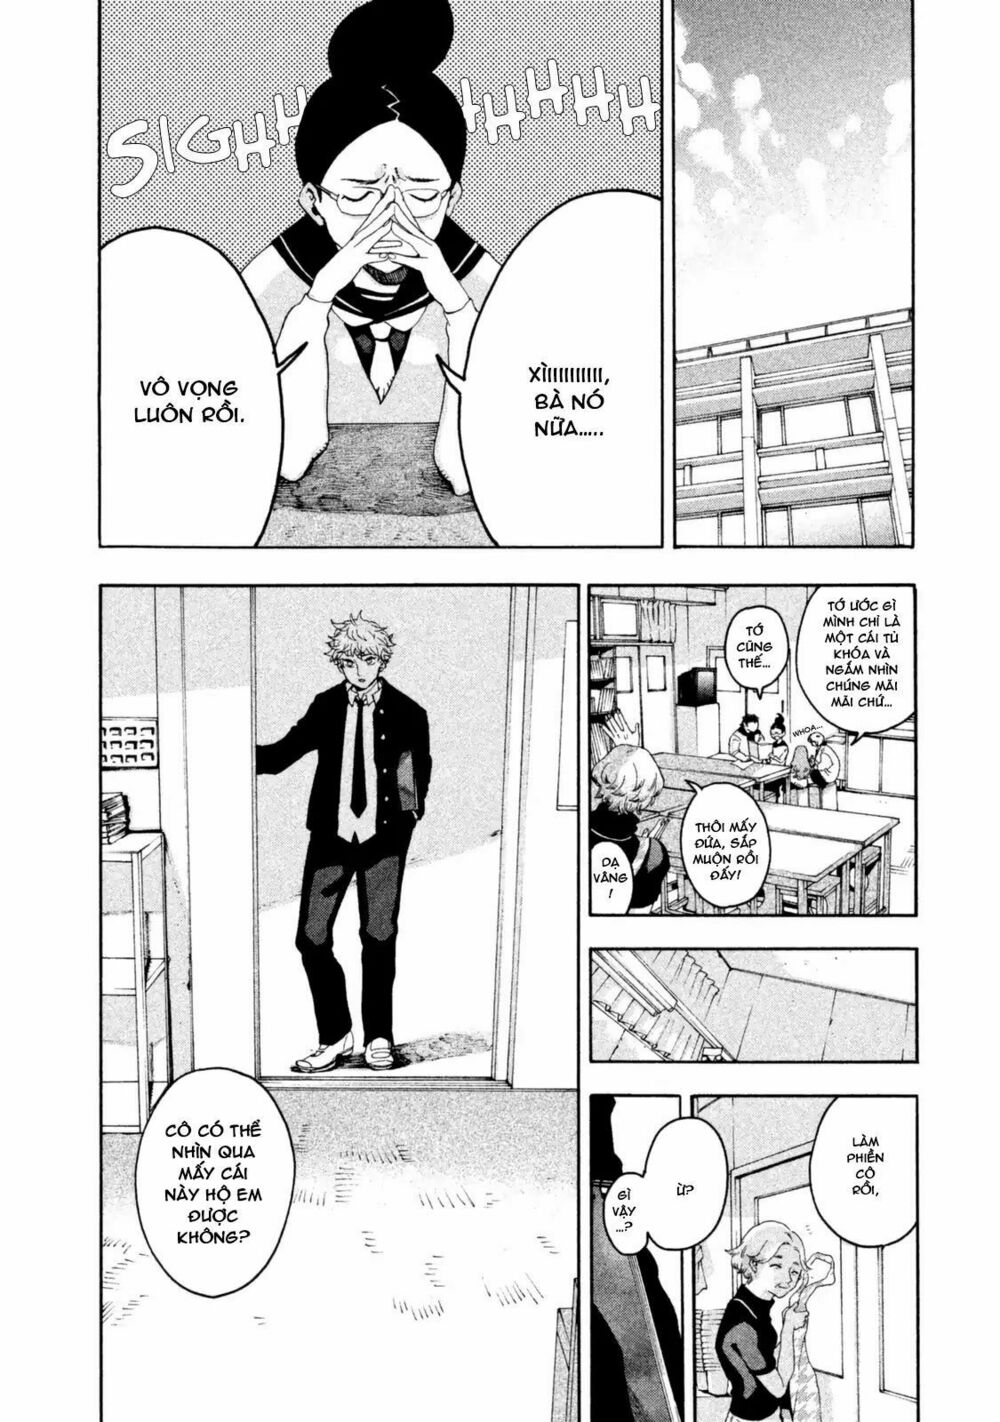 SIGHHHHHHHH
XÌIIIIIIIIIII,
BÀ NÓ
NỮA.....
VÔ VỌNG
LUÔN RỒI.
TỚ ƯỚC GÌ
MÌNH CHỈ LÀ
MỘT CÁI TỦ
KHÓA VÀ
NGẮM NHÌN
CHÚNG MÃI
MÃI CHỨ...
TỚ
CŨNG
THẾ...
WHOA...
THÔI MẤY
ĐỨA, SẮP
MUỘN RỒI
ĐẤY!
DẠ
VÂNG
!
LÀM
PHIỀN
CÔ
RỒI,
Ừ?
GÌ
VẬY
...?
CÔ CÓ THỂ
NHÌN QUA
MẤY CÁI
NÀY HỘ EM
ĐƯỢC
KHÔNG?